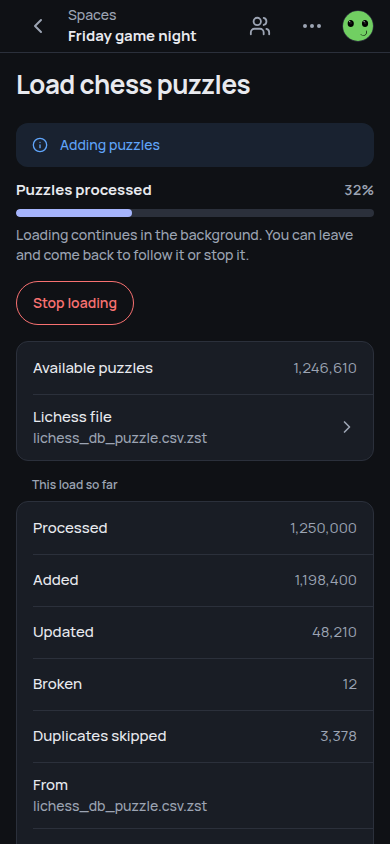 Spaces
Friday game night
Load chess puzzles
Adding puzzles
Puzzles processed 32%
Loading continues in the background. You can leave
and come back to follow it or stop it.
Stop loading
Available puzzles 1,246,610
Lichess file
lichess_db_puzzle.csv.zst
This load so far
Processed 1,250,000
Added 1,198,400
Updated 48,210
Broken 12
Duplicates skipped 3,378
From
lichess_db_puzzle.csv.zst